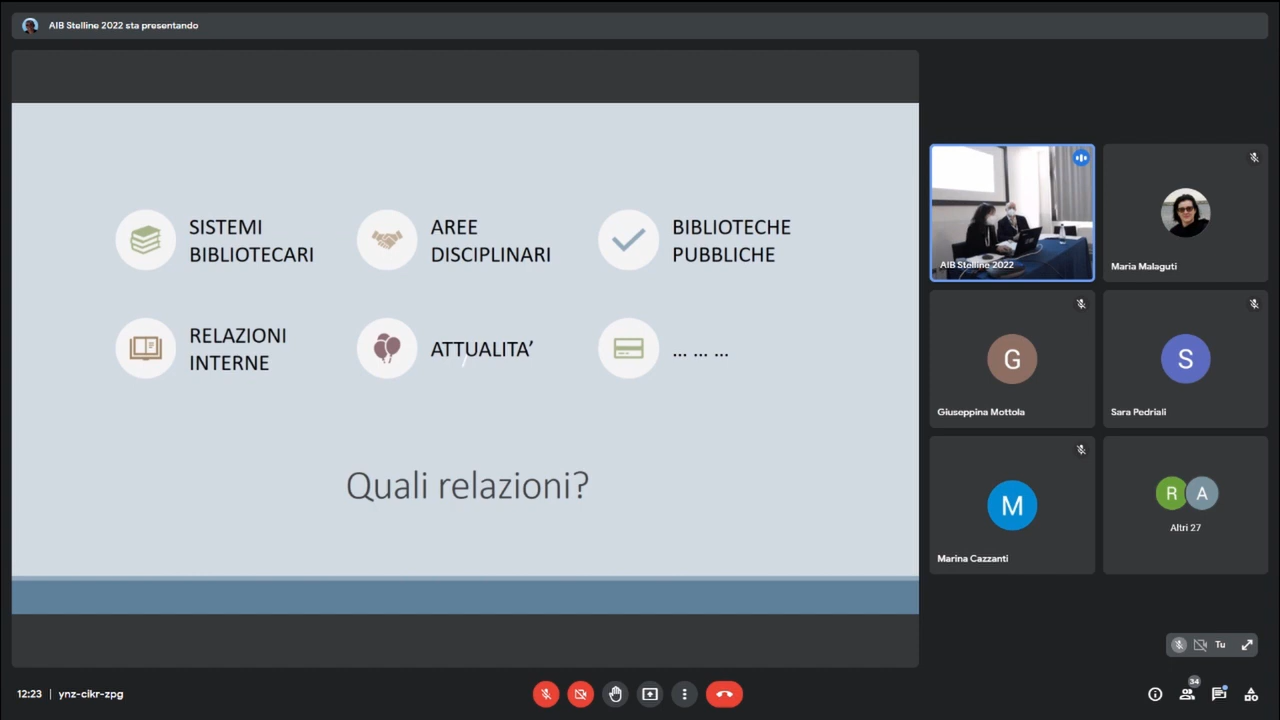 AIB Stelline 2022 sta presentando
SISTEMI
BIBLIOTECARI
AREE
DISCIPLINARI
BIBLIOTECHE
PUBBLICHE
RELAZIONI
INTERNE
ATTUALITA’
... ... ...
Quali relazioni?
AIB Stelline 2022
Maria Malaguti
G
Giuseppina Mottola
S
Sara Pedriali
M
Marina Cazzanti
R A
Altri 27
Tu
12:23 | ynz-cikr-zpg
34